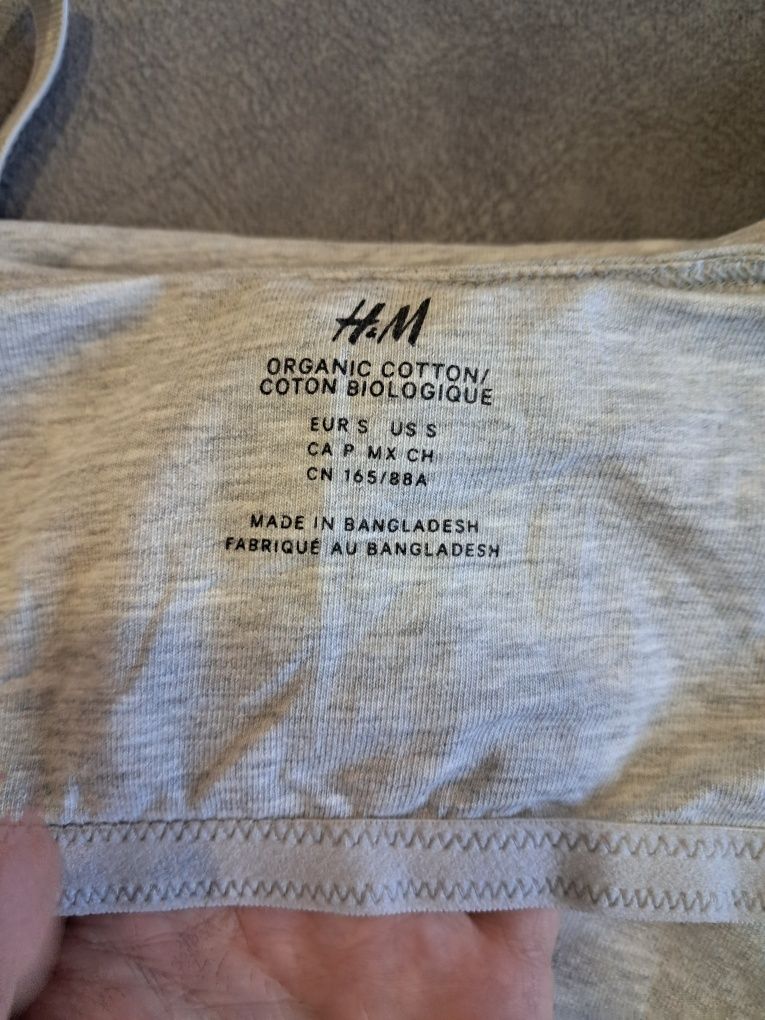 H&M
ORGANIC COTTON/
COTON BIOLOGIQUE
EUR S US S
CA P MX CH
CN 165/88A
MADE IN BANGLADESH
FABRIQUÉ AU BANGLADESH